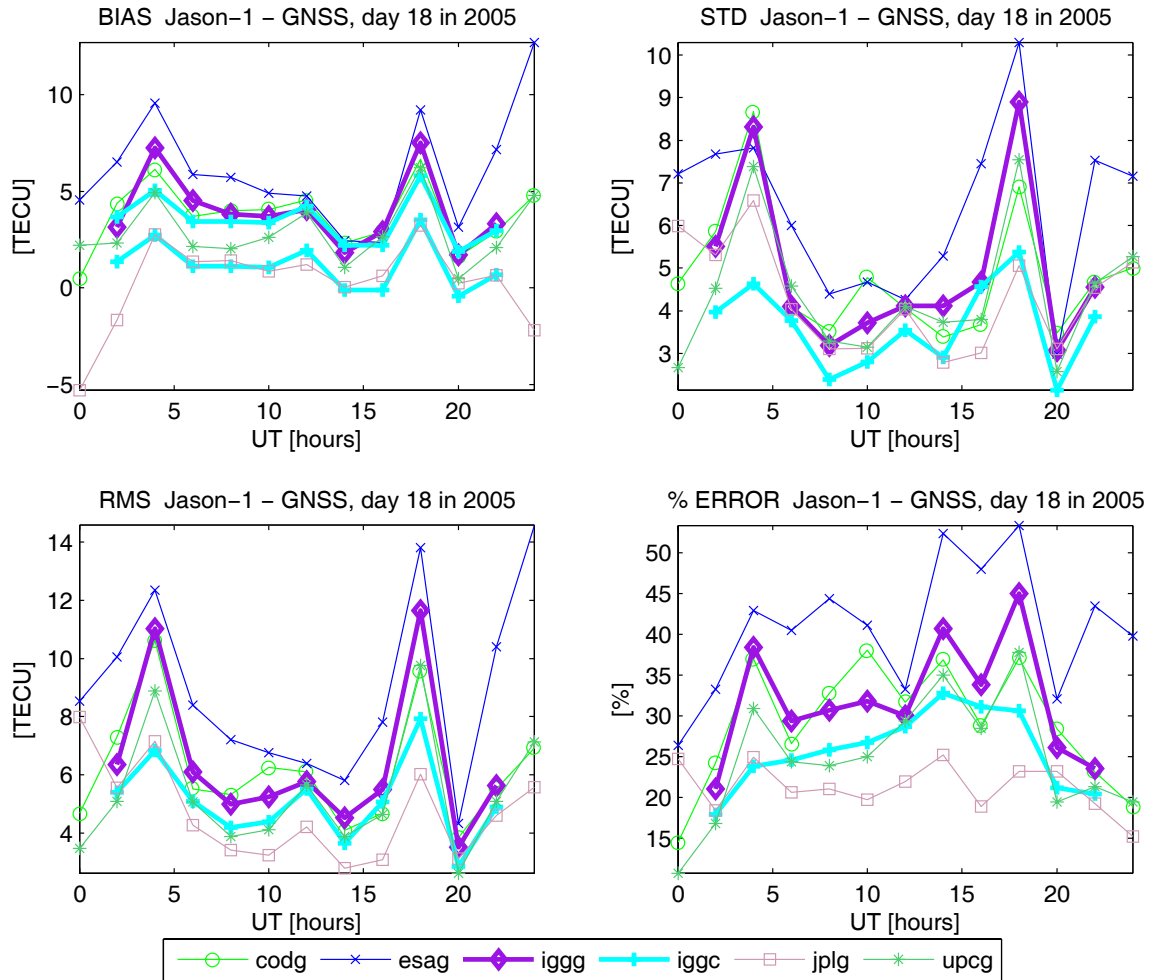 BIAS Jason−1 − GNSS, day 18 in 2005
[TECU]
10
5
0
−5
0 5 10 15 20
UT [hours]
STD Jason−1 − GNSS, day 18 in 2005
[TECU]
10
9
8
7
6
5
4
3
0 5 10 15 20
UT [hours]
RMS Jason−1 − GNSS, day 18 in 2005
[TECU]
14
12
10
8
6
4
0 5 10 15 20
UT [hours]
% ERROR Jason−1 − GNSS, day 18 in 2005
[%]
50
45
40
35
30
25
20
15
0 5 10 15 20
UT [hours]
codg esag iggg iggc jplg upcg